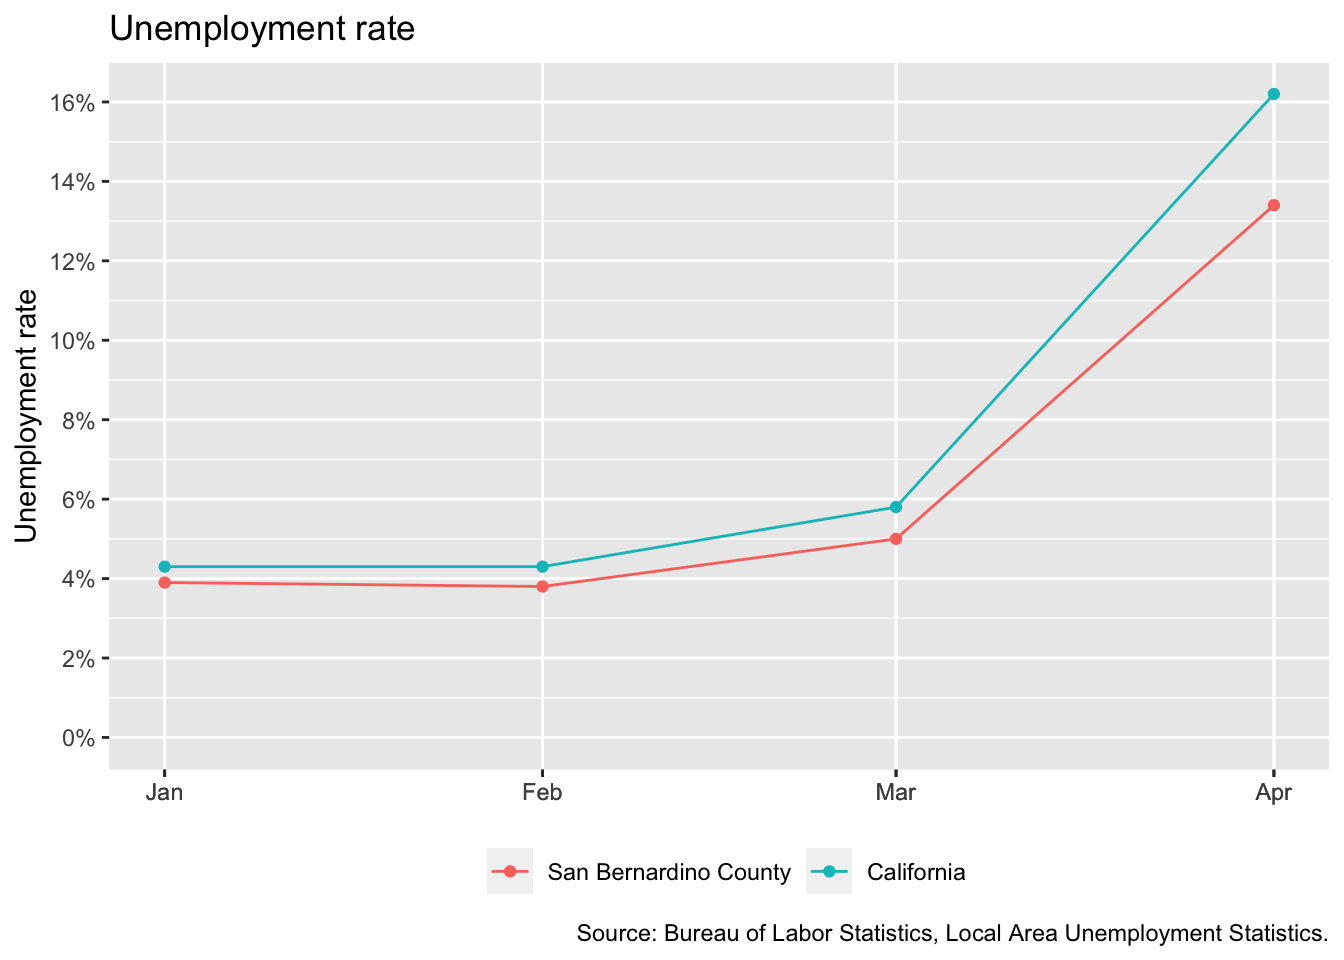 Unemployment rate
Unemployment rate
16%
14%
12%
10%
8%
6%
4%
2%
0%
Jan Feb Mar Apr
San Bernardino County California
Source: Bureau of Labor Statistics, Local Area Unemployment Statistics.